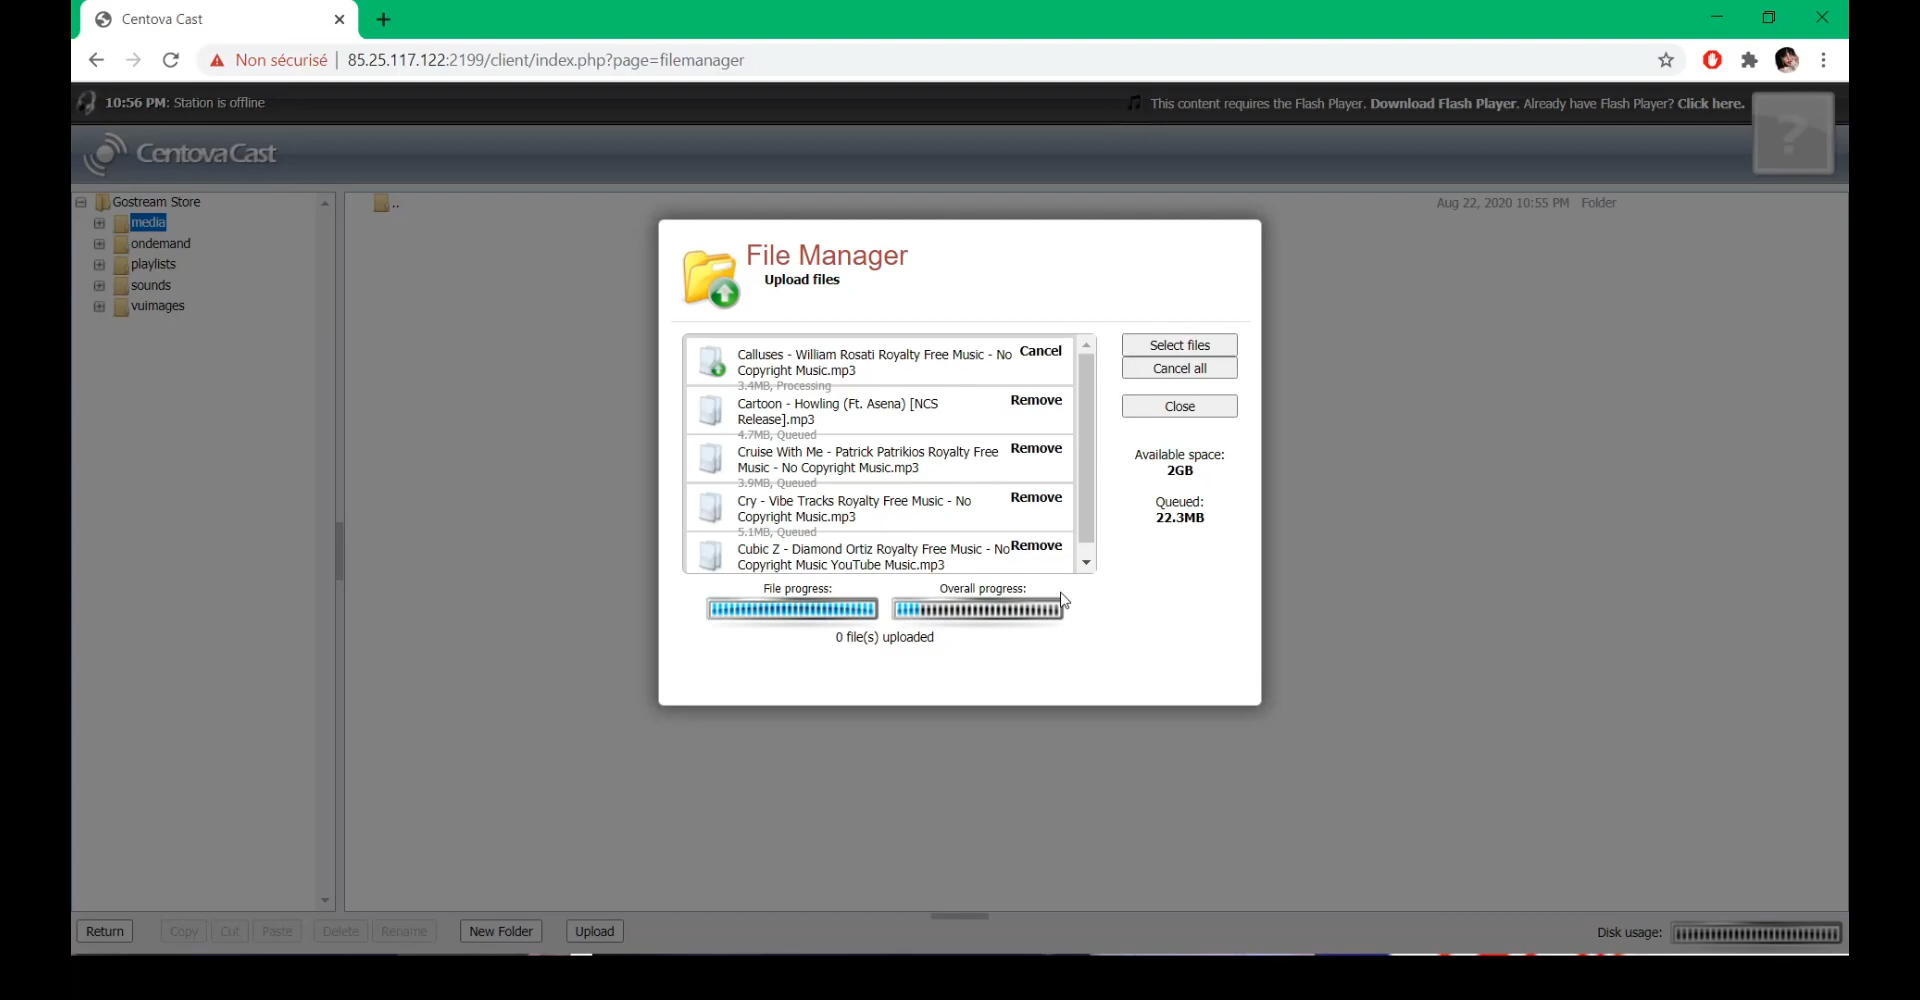 Centova Cast
Non sécurisé | 85.25.117.122:2199/client/index.php?page=filemanager
10:56 PM: Station is offline
This content requires the Flash Player. Download Flash Player. Already have Flash Player? Click here.
?
CentovaCast
Gostream Store
media
ondemand
playlists
sounds
vuimages
..
Aug 22, 2020 10:55 PM Folder
File Manager
Upload files
Calluses - William Rosati Royalty Free Music - No
Copyright Music.mp3
Cancel
3.4MB, Processing
Cartoon - Howling (Ft. Asena) [NCS
Release].mp3
Remove
4.7MB, Queued
Cruise With Me - Patrick Patrikios Royalty Free
Music - No Copyright Music.mp3
Remove
3.9MB, Queued
Cry - Vibe Tracks Royalty Free Music - No
Copyright Music.mp3
Remove
5.1MB, Queued
Cubic Z - Diamond Ortiz Royalty Free Music - No
Copyright Music YouTube Music.mp3
Remove
Select files
Cancel all
Close
Available space:
2GB
Queued:
22.3MB
File progress:
Overall progress:
0 file(s) uploaded
Return
Copy
Cut
Paste
Delete
Rename
New Folder
Upload
Disk usage: